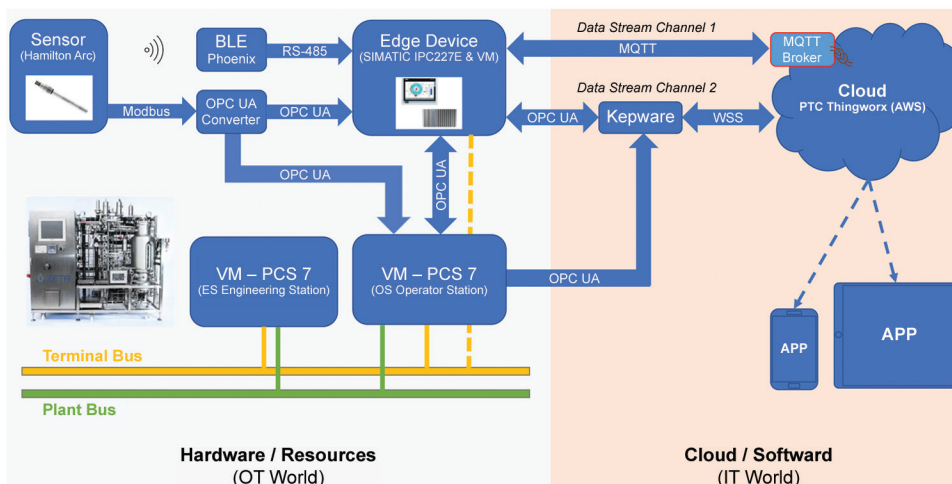 Sensor
(Hamilton Arc)
BLE
Phoenix
RS-485
Edge Device
(SIMATIC IPC227E & VM)
Data Stream Channel 1
MQTT
MQTT
Broker
Cloud
PTC Thingworx (AWS)
Modbus
OPC UA
Converter
OPC UA
Data Stream Channel 2
OPC UA
Kepware
WSS
OPC UA
OPC UA
VM – PCS 7
(ES Engineering Station)
VM – PCS 7
(OS Operator Station)
OPC UA
APP
APP
Terminal Bus
Plant Bus
Hardware / Resources
(OT World)
Cloud / Softward
(IT World)